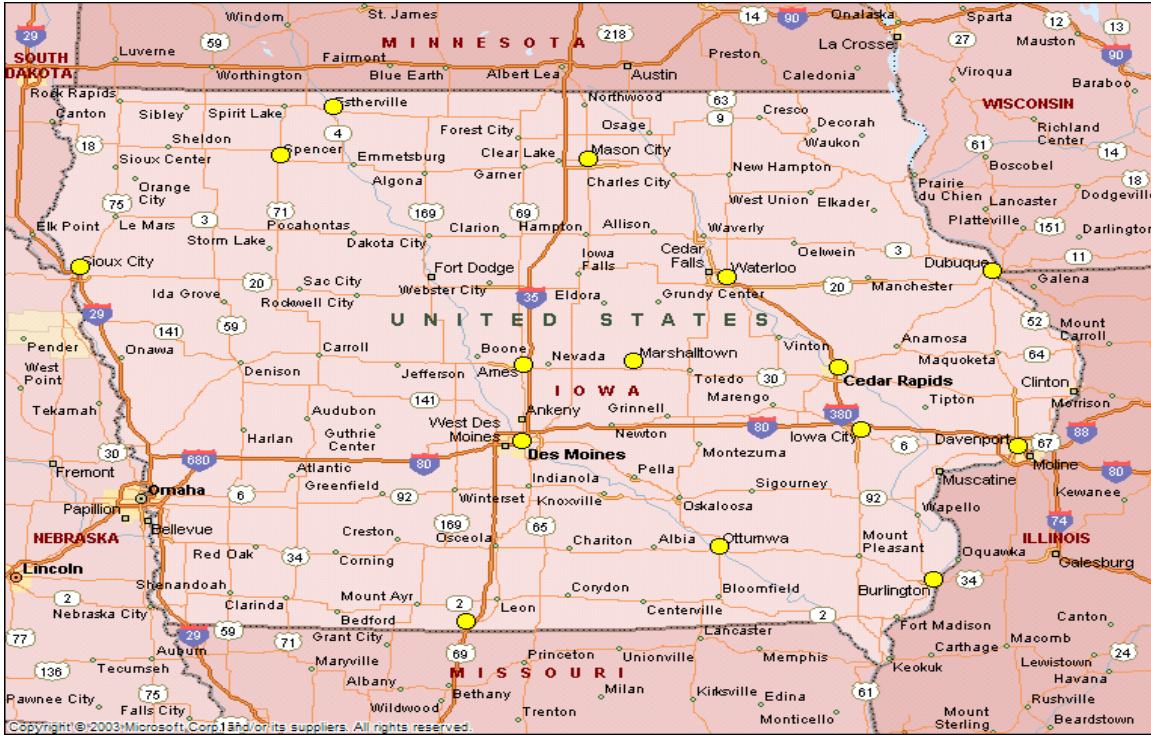 Windom
St. James
Sparta
Onalaska
La Crosse
Mauston
MINNESOTA
Luverne
Worthington
Fairmont
Blue Earth
Albert Lea
Austin
Preston
Caledonia
Viroqua
Baraboo
SOUTH
DAKOTA
29
59
218
14
90
27
12
13
90
Rock Rapids
Canton
Sibley
Spirit Lake
Estherville
Northwood
63
Cresco
WISCONSIN
Richland
Center
18
Sheldon
4
Forest City
Osage
9
Decorah
Waukon
61
14
Sioux Center
Spencer
Emmetsburg
Clear Lake
Mason City
Boscobel
Orange
City
Algona
Garner
Charles City
New Hampton
Prairie
du Chien
18
Dodgeville
75
3
71
169
69
West Union
Elkader
Lancaster
Platteville
151
Elk Point
Le Mars
Pocahontas
Clarion
Hampton
Allison
Waverly
Darlington
Storm Lake
Dakota City
Oelwein
3
11
Sioux City
20
Sac City
Fort Dodge
Webster City
Iowa
Falls
Cedar
Falls
Waterloo
Dubuque
Galena
Ida Grove
Rockwell City
35
Eldora
Grundy Center
20
Manchester
29
59
141
UNITED STATES
52
Mount
Carroll
Pender
Onawa
Carroll
Boone
Nevada
Marshalltown
Vinton
Anamosa
Maquoketa
64
West
Point
Denison
Jefferson
Ames
Toledo
30
Cedar Rapids
Clinton
IOWA
Marengo
Tekamah
Audubon
141
Ankeny
Grinnell
380
Tipton
Morrison
Harlan
Guthrie
Center
West Des
Moines
Newton
80
Iowa City
6
Davenport
67
88
30
680
80
Des Moines
Montezuma
Moline
80
Fremont
Atlantic
Pella
Muscatine
Omaha
6
Greenfield
92
Winterset
Indianola
Knoxville
Sigourney
92
Kewanee
Papillion
Bellevue
Oskaloosa
Wapello
74
NEBRASKA
Creston
169
65
Mount
Pleasant
ILLINOIS
Red Oak
34
Corning
Osceola
Chariton
Albia
Ottumwa
Oquawka
Galesburg
Lincoln
Shenandoah
Corydon
Bloomfield
Burlington
34
2
Nebraska City
Clarinda
Mount Ayr
Bedford
2
Leon
Centerville
2
Fort Madison
Canton
77
29
59
71
Grant City
69
Lancaster
Carthage
Macomb
24
Auburn
Tecumseh
Maryville
Princeton
Unionville
Memphis
Keokuk
Lewistown
Havana
136
MISSOURI
Pawnee City
75
Albany
Bethany
Milan
Kirksville
Edina
61
Rushville
Falls City
Wildwood
Trenton
Monticello
Mount
Sterling
Beardstown
Copyright © 2003 Microsoft Corp. and/or its suppliers. All rights reserved.